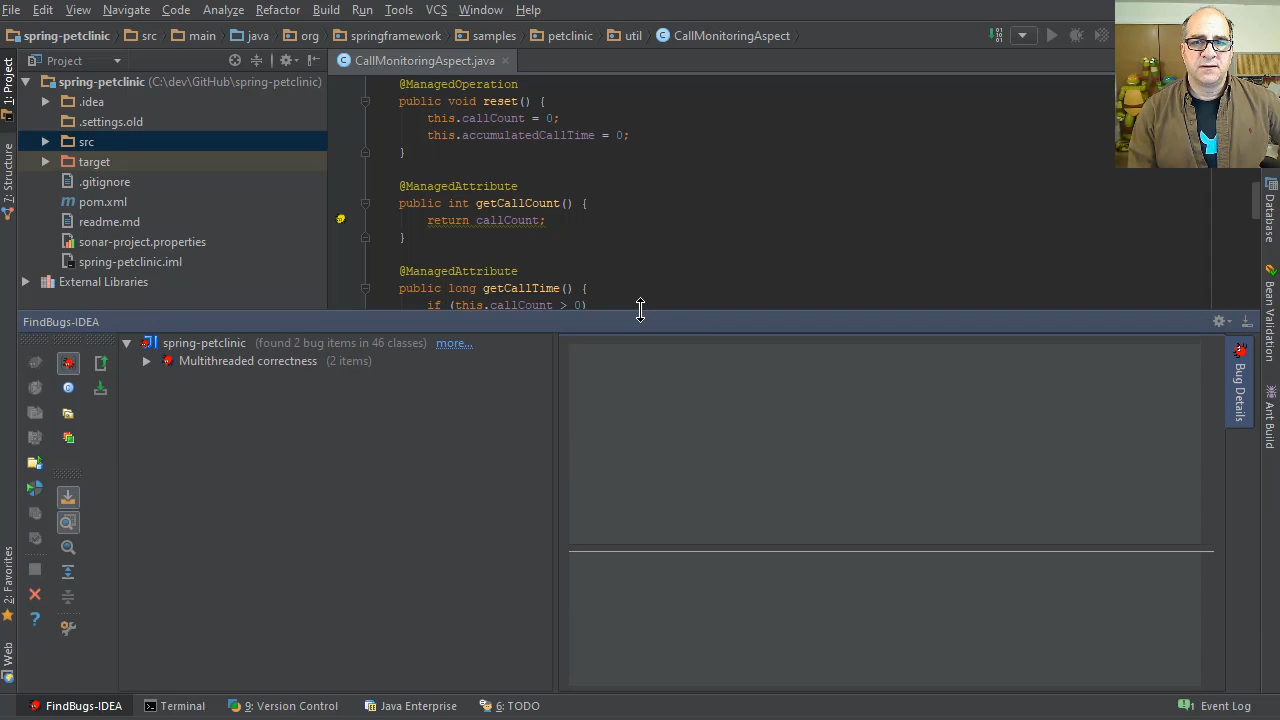 File Edit View Navigate Code Analyze Refactor Build Run Tools VCS Window Help
spring-petclinic src main java org springframework samples petclinic util CallMonitoringAspect
1: Project
7: Structure
2: Favorites
Web
Project
spring-petclinic (C:\dev\GitHub\spring-petclinic)
.idea
.settings.old
src
target
.gitignore
pom.xml
readme.md
sonar-project.properties
spring-petclinic.iml
External Libraries
CallMonitoringAspect.java
@ManagedOperation
public void reset() {
this.callCount = 0;
this.accumulatedCallTime = 0;
}
@ManagedAttribute
public int getCallCount() {
return callCount;
}
@ManagedAttribute
public long getCallTime() {
if (this.callCount > 0)
Database
Bean Validation
Ant Build
FindBugs-IDEA
spring-petclinic (found 2 bug items in 46 classes) more...
Multithreaded correctness (2 items)
Bug Details
FindBugs-IDEA Terminal 9: Version Control Java Enterprise 6: TODO Event Log